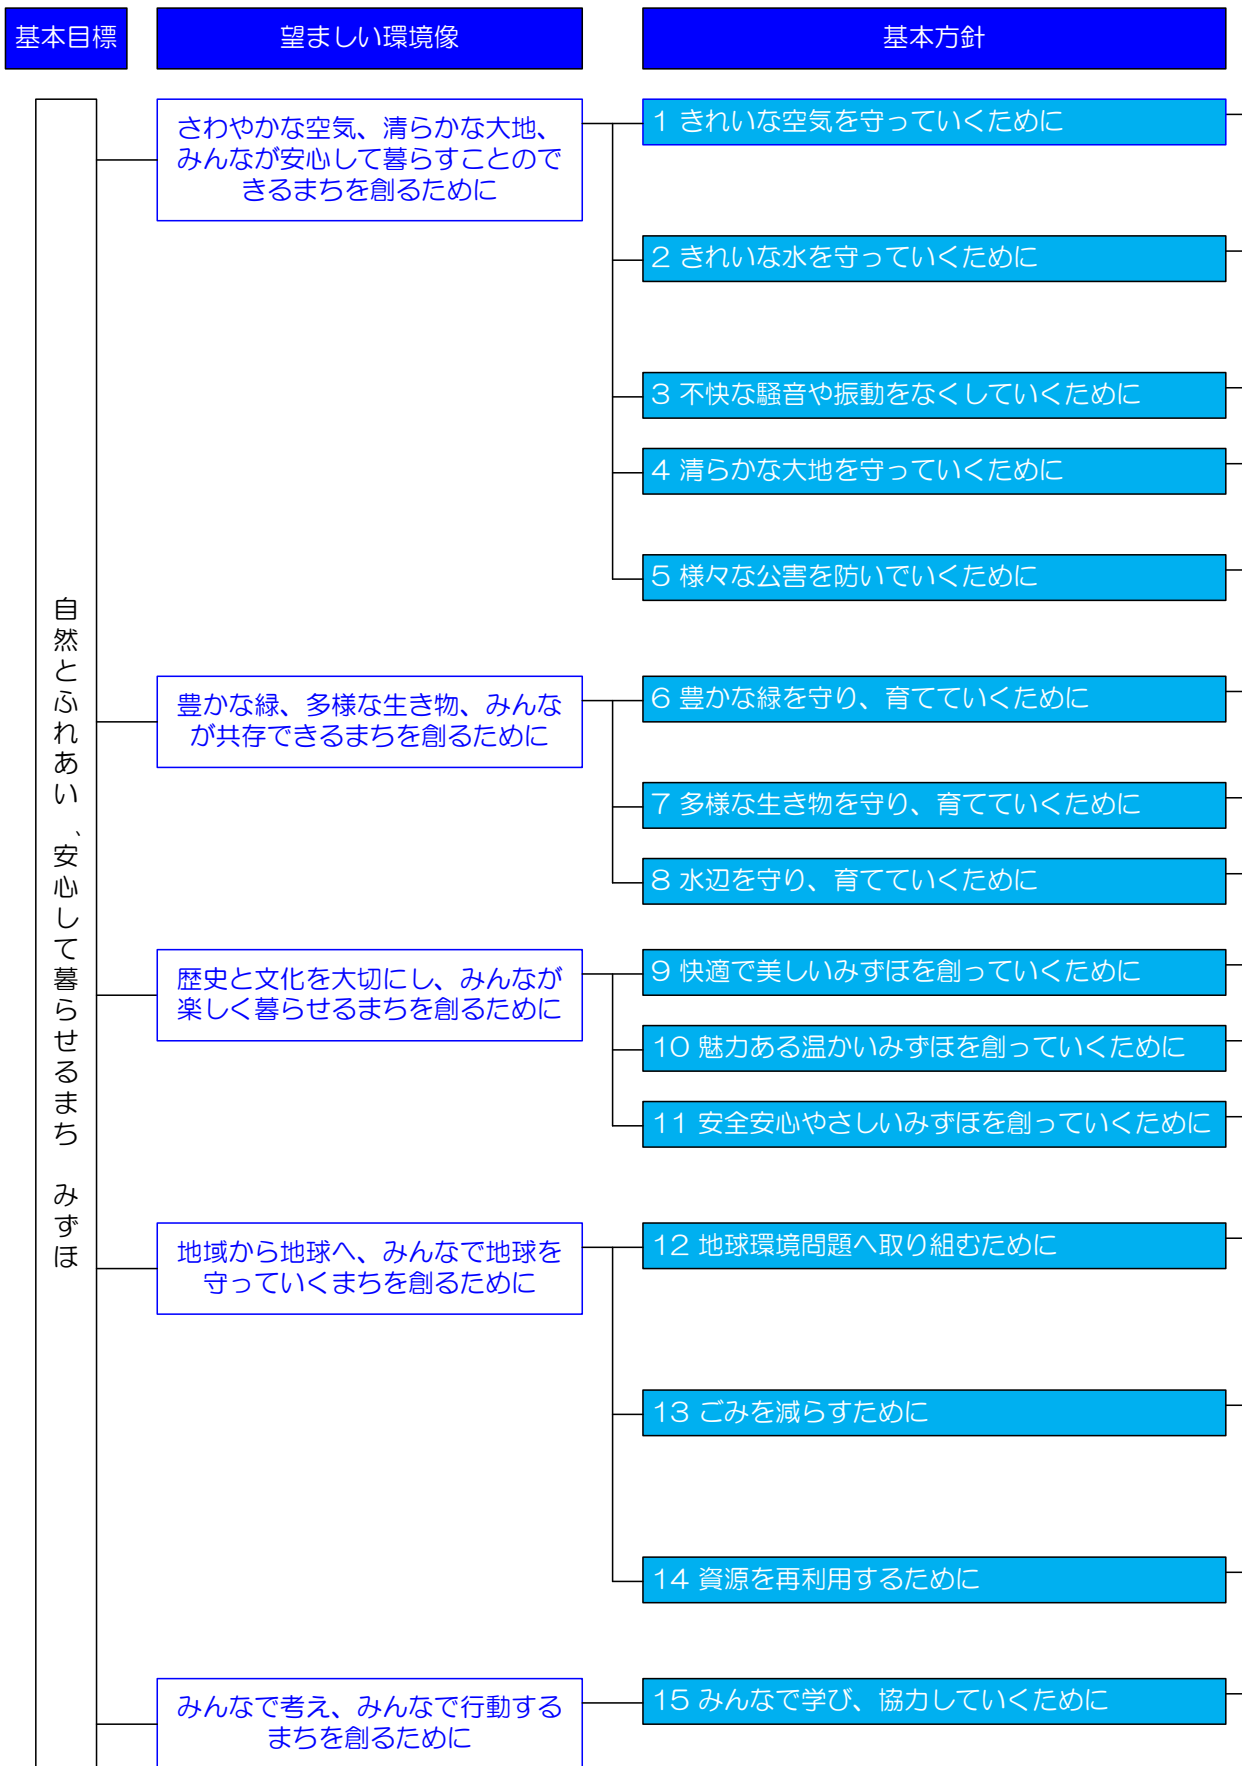 基本目標
望ましい環境像
基本方針
自然とふれあい、安心して暮らせるまち　みずほ
さわやかな空気、清らかな大地、
みんなが安心して暮らすことので
きるまちを創るために
1 きれいな空気を守っていくために
2 きれいな水を守っていくために
3 不快な騒音や振動をなくしていくために
4 清らかな大地を守っていくために
5 様々な公害を防いでいくために
豊かな緑、多様な生き物、みんな
が共存できるまちを創るために
6 豊かな緑を守り、育てていくために
7 多様な生き物を守り、育てていくために
8 水辺を守り、育てていくために
歴史と文化を大切にし、みんなが
楽しく暮らせるまちを創るために
9 快適で美しいみずほを創っていくために
10 魅力ある温かいみずほを創っていくために
11 安全安心やさしいみずほを創っていくために
地域から地球へ、みんなで地球を
守っていくまちを創るために
12 地球環境問題へ取り組むために
13 ごみを減らすために
14 資源を再利用するために
みんなで考え、みんなで行動する
まちを創るために
15 みんなで学び、協力していくために